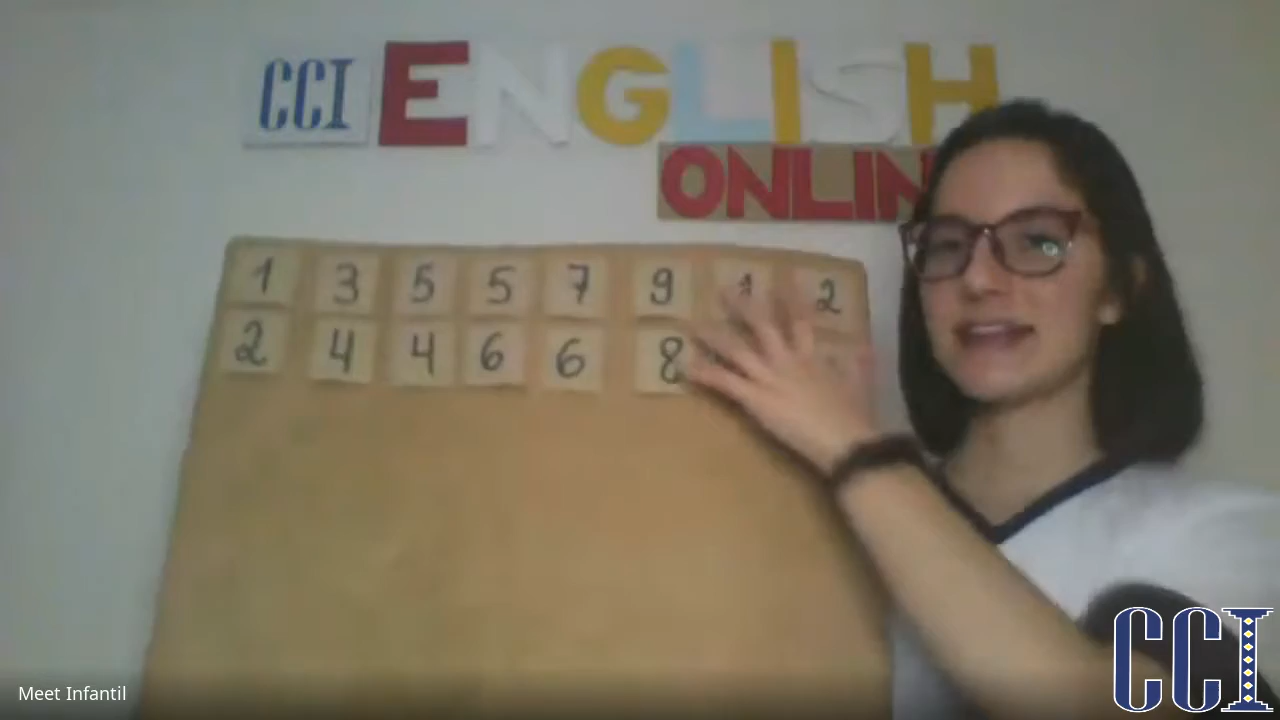 CCI ENGLISH
ONLIN
1 3 5 5 7 9 1 2
2 4 4 6 6 8
Meet Infantil
CCI